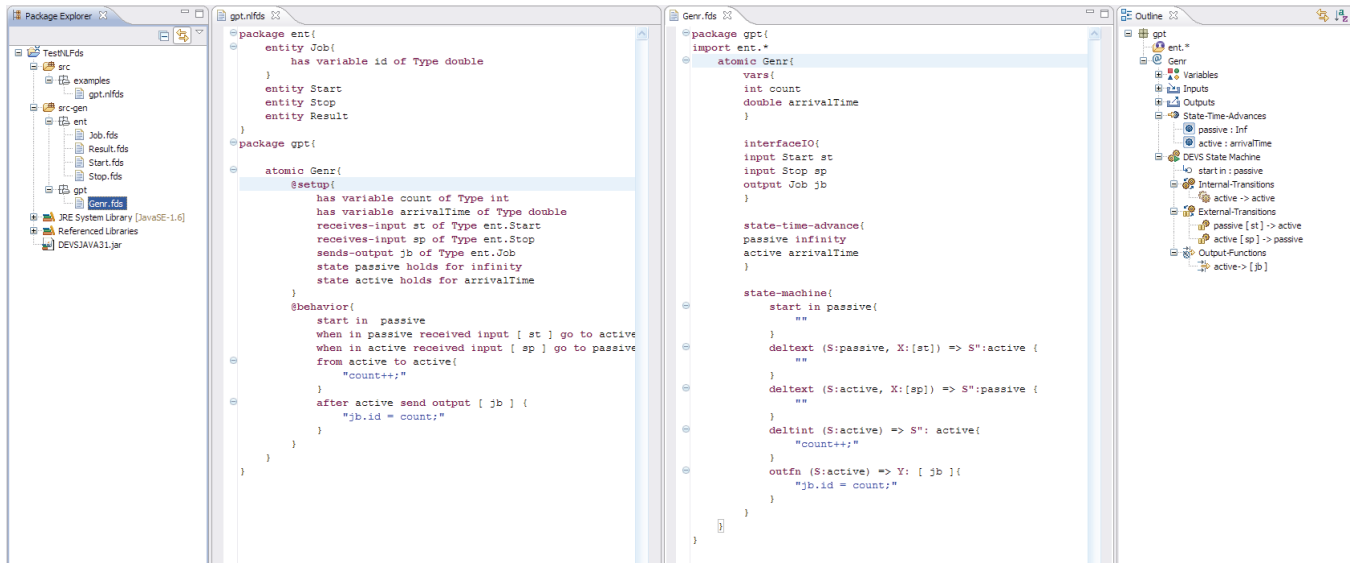 Package Explorer
TestNLFds
src
examples
gpt.nlfds
src-gen
ent
Job.fds
Result.fds
Start.fds
Stop.fds
gpt
Genr.fds
JRE System Library [JavaSE-1.6]
Referenced Libraries
DEVSJAVA31.jar
gpt.nlfds
package ent{
entity Job{
has variable id of Type double
}
entity Start
entity Stop
entity Result
}
package gpt{
atomic Genr{
@setup{
has variable count of Type int
has variable arrivalTime of Type double
receives-input st of Type ent.Start
receives-input sp of Type ent.Stop
sends-output jb of Type ent.Job
state passive holds for infinity
state active holds for arrivalTime
}
@behavior{
start in passive
when in passive received input [ st ] go to active
when in active received input [ sp ] go to passive
from active to active{
"count++;"
}
after active send output [ jb ] {
"jb.id = count;"
}
}
}
}
Genr.fds
package gpt{
import ent.*
atomic Genr{
vars{
int count
double arrivalTime
}
interfaceIO{
input Start st
input Stop sp
output Job jb
}
state-time-advance{
passive infinity
active arrivalTime
}
state-machine{
start in passive{
""
}
deltext (S:passive, X:[st]) => S":active {
""
}
deltext (S:active, X:[sp]) => S":passive {
""
}
deltint (S:active) => S": active{
"count++;"
}
outfn (S:active) => Y: [ jb ]{
"jb.id = count;"
}
}
}
}
Outline
gpt
ent.*
Genr
Variables
Inputs
Outputs
State-Time-Advances
passive : Inf
active : arrivalTime
DEVS State Machine
start in : passive
Internal-Transitions
active -> active
External-Transitions
passive [ st ] -> active
active [ sp ] -> passive
Output-Functions
active-> [ jb ]